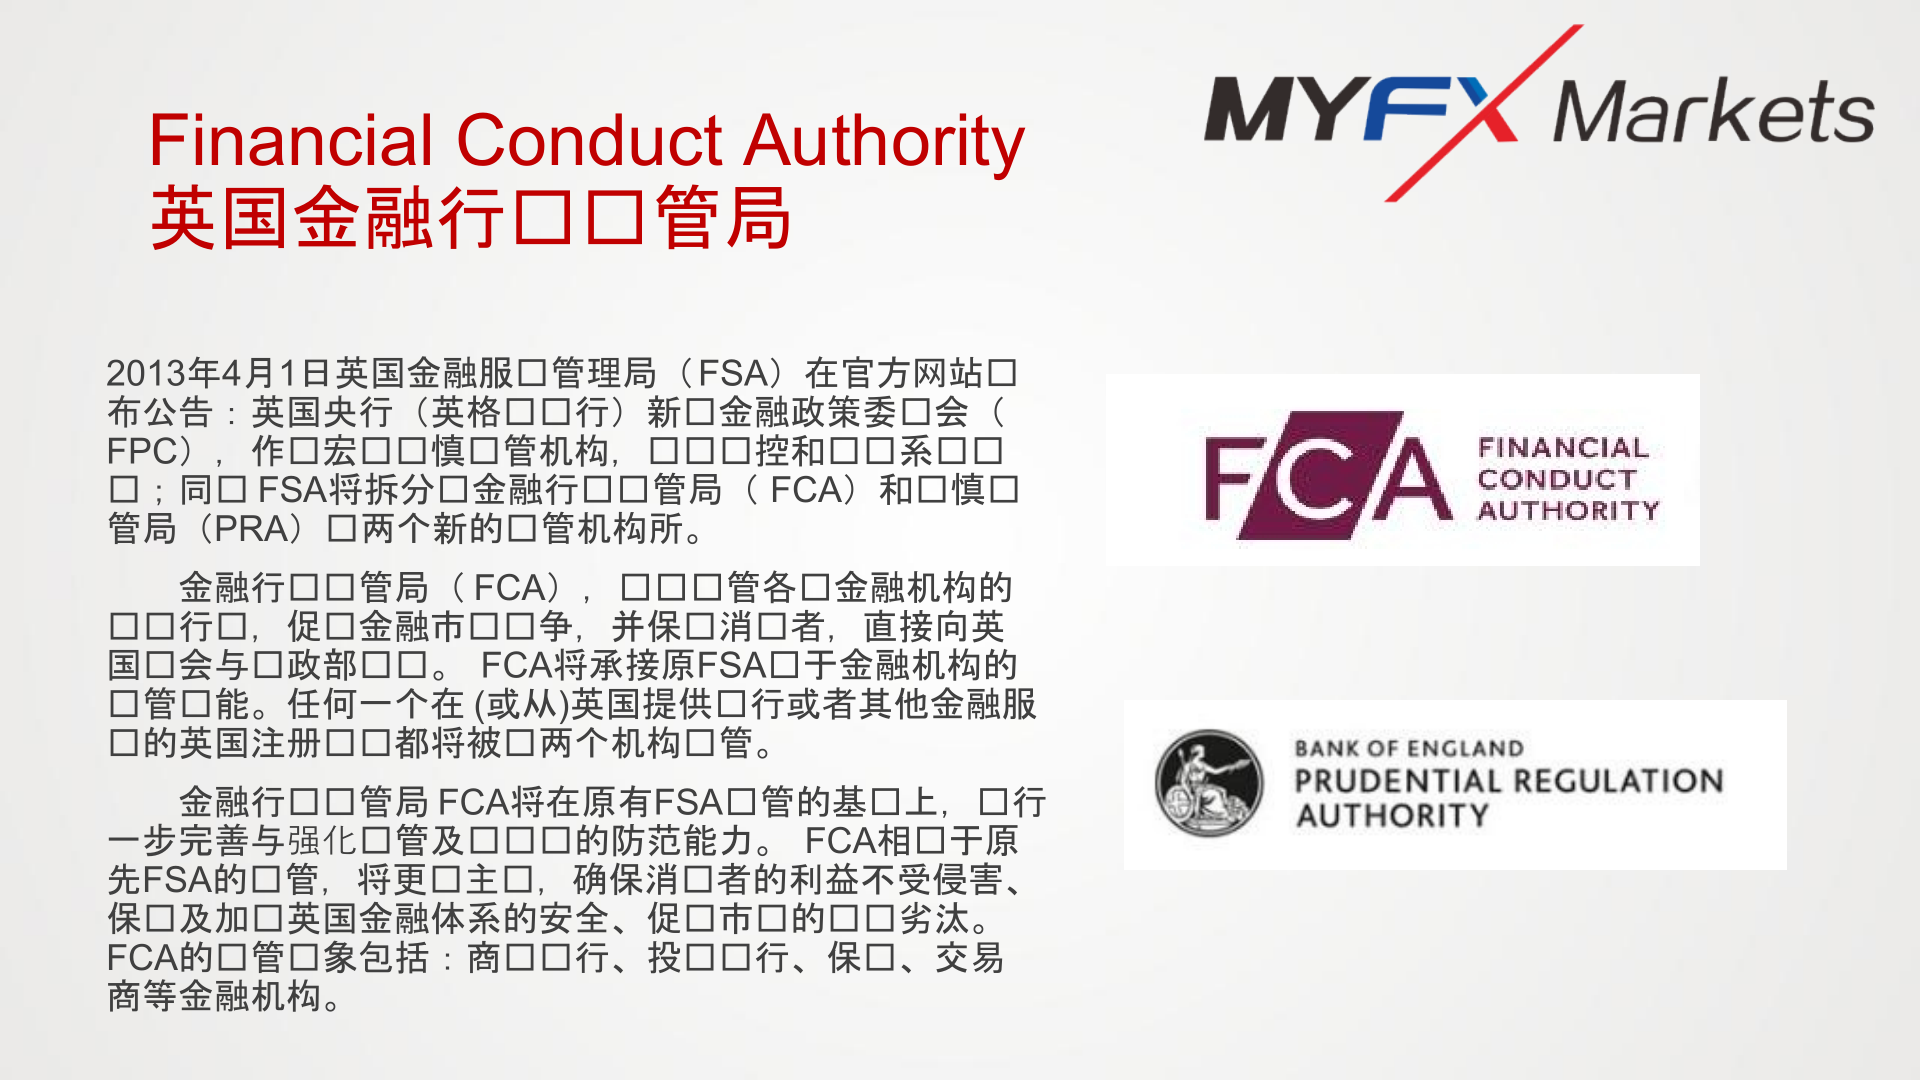 MYFX Markets
Financial Conduct Authority
英国金融行□□管局
2013年4月1日英国金融服□管理局（FSA）在官方网站□
布公告：英国央行（英格□□行）新□金融政策委□会（
FPC），作□宏□□慎□管机构，□□□控和□□系□□
□；同□ FSA将拆分□金融行□□管局（ FCA）和□慎□
管局（PRA）□两个新的□管机构所。
金融行□□管局（ FCA），□□□管各□金融机构的
□□行□，促□金融市□□争，并保□消□者，直接向英
国□会与□政部□□。 FCA将承接原FSA□于金融机构的
□管□能。任何一个在 (或从)英国提供□行或者其他金融服
□的英国注册□□都将被□两个机构□管。
金融行□□管局 FCA将在原有FSA□管的基□上，□行
一步完善与强化□管及□□□的防范能力。 FCA相□于原
先FSA的□管，将更□主□，确保消□者的利益不受侵害、
保□及加□英国金融体系的安全、促□市□的□□劣汰。
FCA的□管□象包括：商□□行、投□□行、保□、交易
商等金融机构。
FCA
FINANCIAL
CONDUCT
AUTHORITY
BANK OF ENGLAND
PRUDENTIAL REGULATION
AUTHORITY